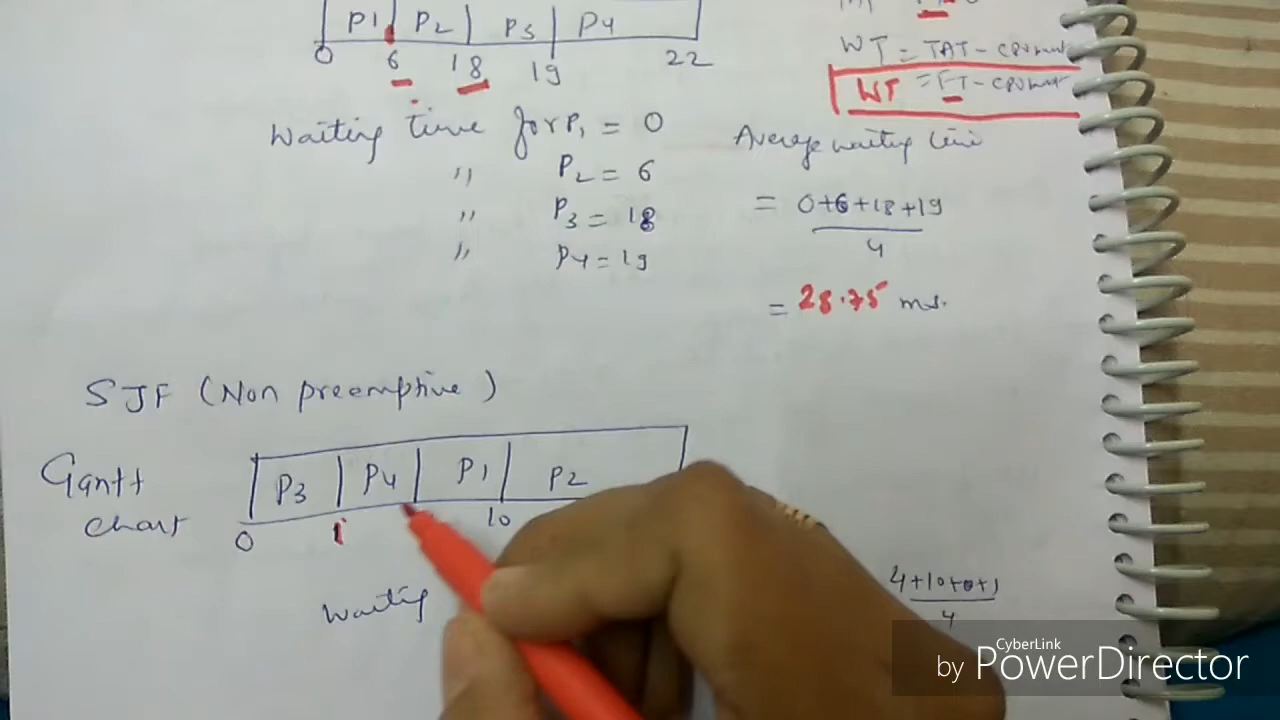 P1 P2 P3 P4
0 6 18 19 22
WT = TAT -
WT = FT -
Waiting time for P1 = 0
" P2 = 6
" P3 = 18
" P4 = 19
Average waiting time
= 0+6+18+19
4
= 28.75 ms.
SJF (Non preemptive)
Gantt
chart
P3 P4 P1 P2
0 1 10
Waiting
4+10+0+1
4
CyberLink
by PowerDirector